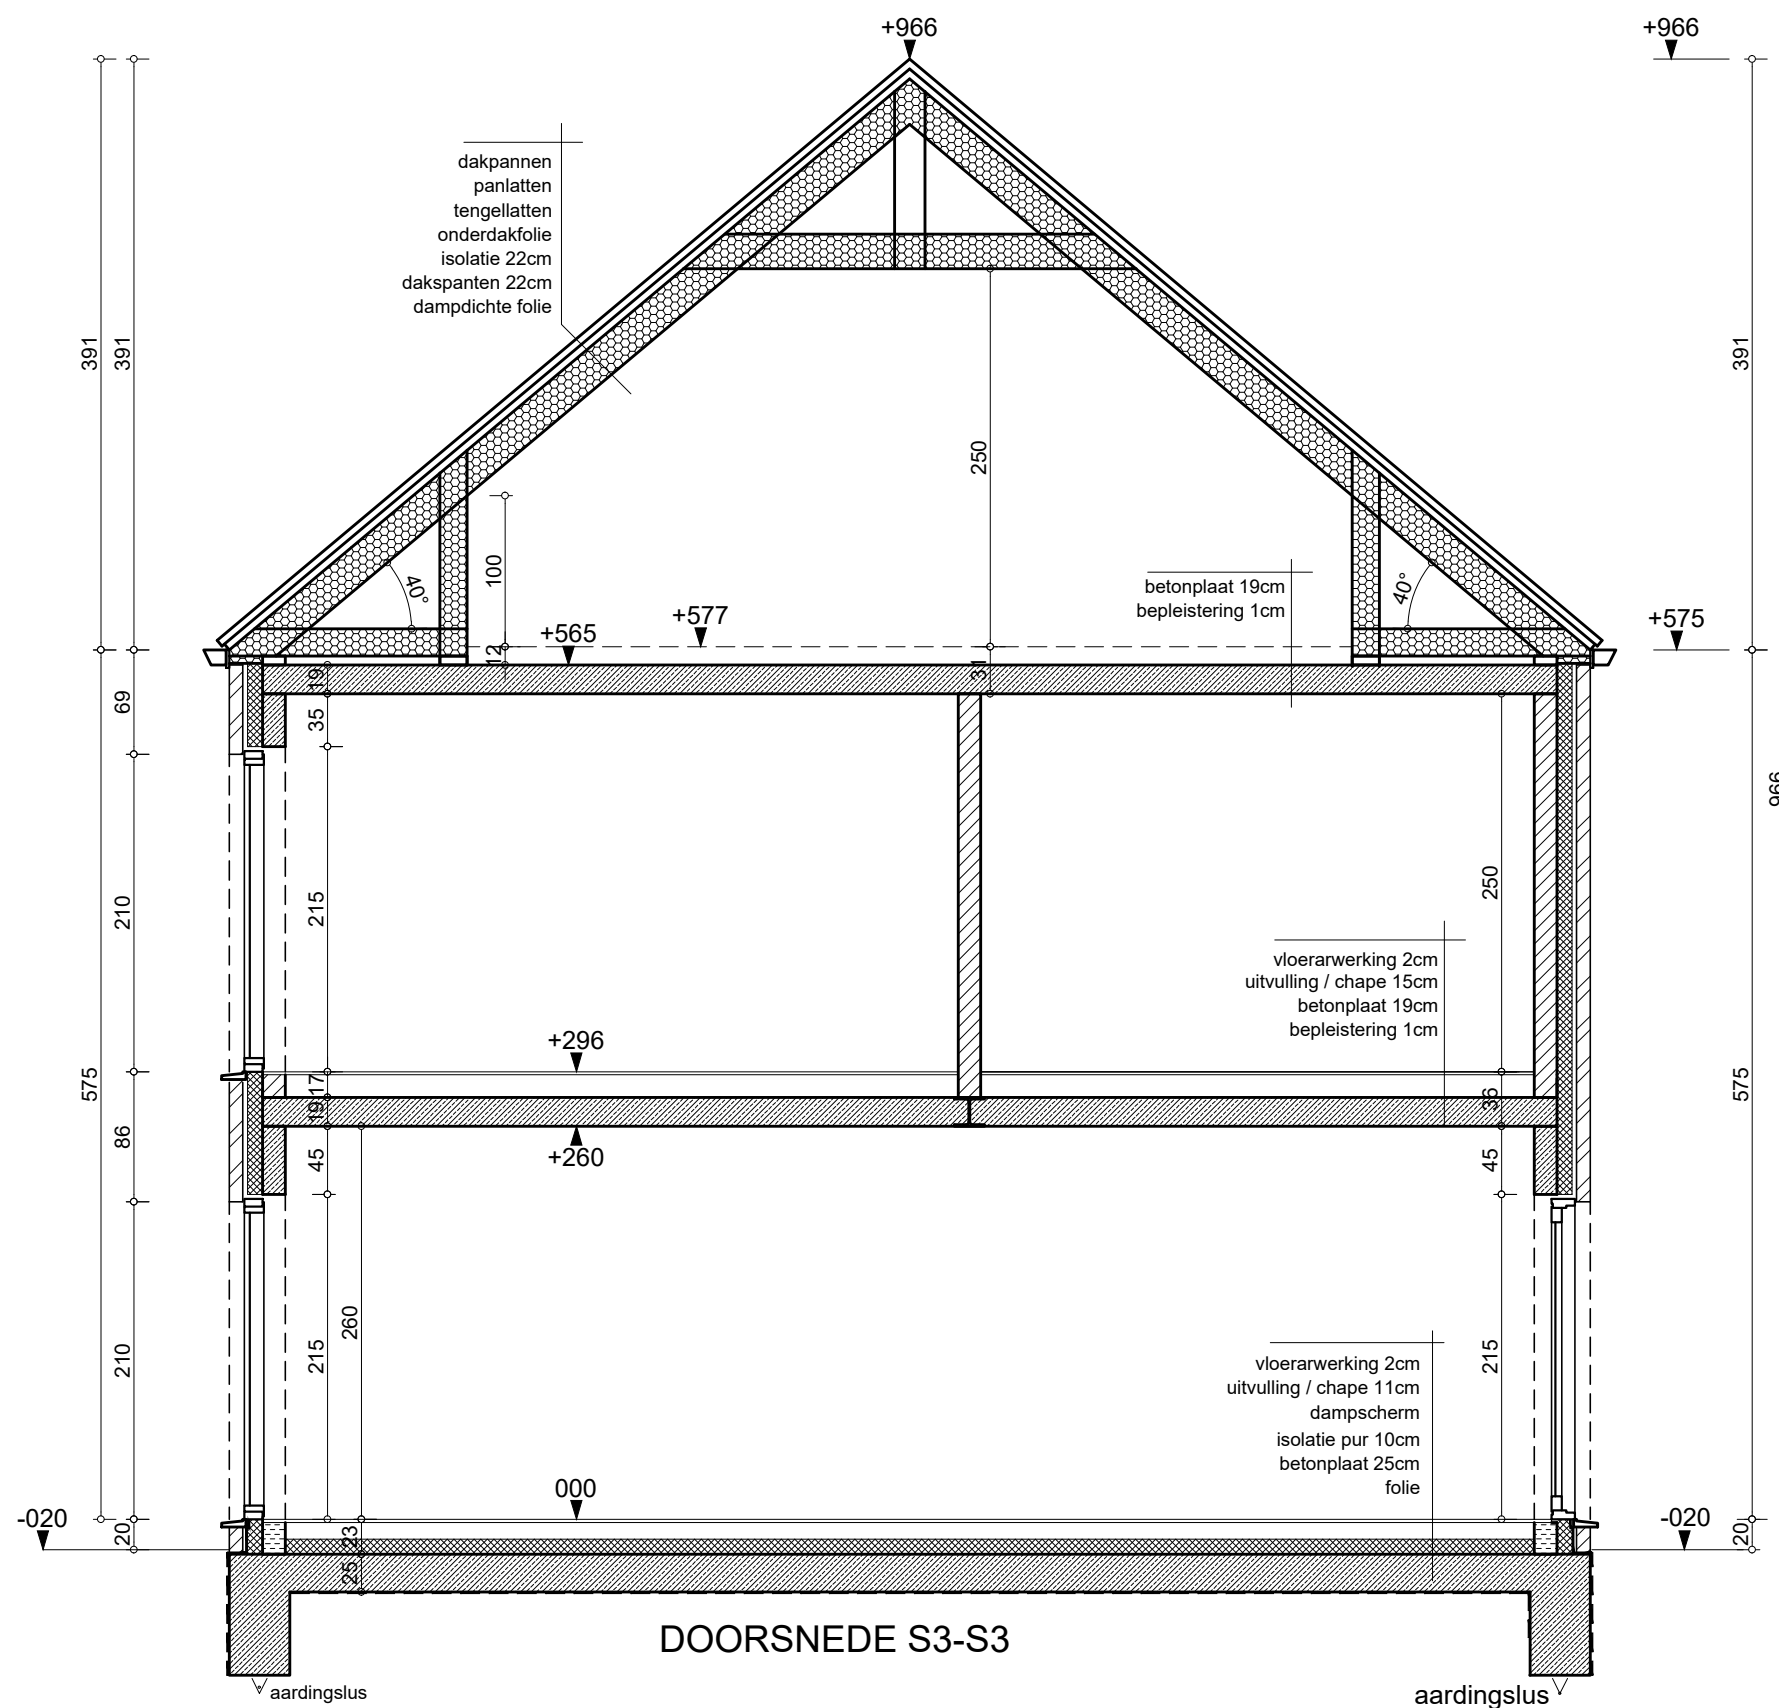 +966
+966
dakpannen
panlatten
tengellatten
onderdakfolie
isolatie 22cm
dakspanten 22cm
dampdichte folie
391
391
391
250
100
40°
40°
betonplaat 19cm
bepleistering 1cm
+577
+565
+575
12
31
19
69
35
966
210
215
250
vloerarwerking 2cm
uitvulling / chape 15cm
betonplaat 19cm
bepleistering 1cm
+296
575
17
575
36
19
86
45
+260
45
260
210
215
215
vloerarwerking 2cm
uitvulling / chape 11cm
dampscherm
isolatie pur 10cm
betonplaat 25cm
folie
000
-020
20
23
-020
20
25
DOORSNEDE S3-S3
aardingslus
aardingslus